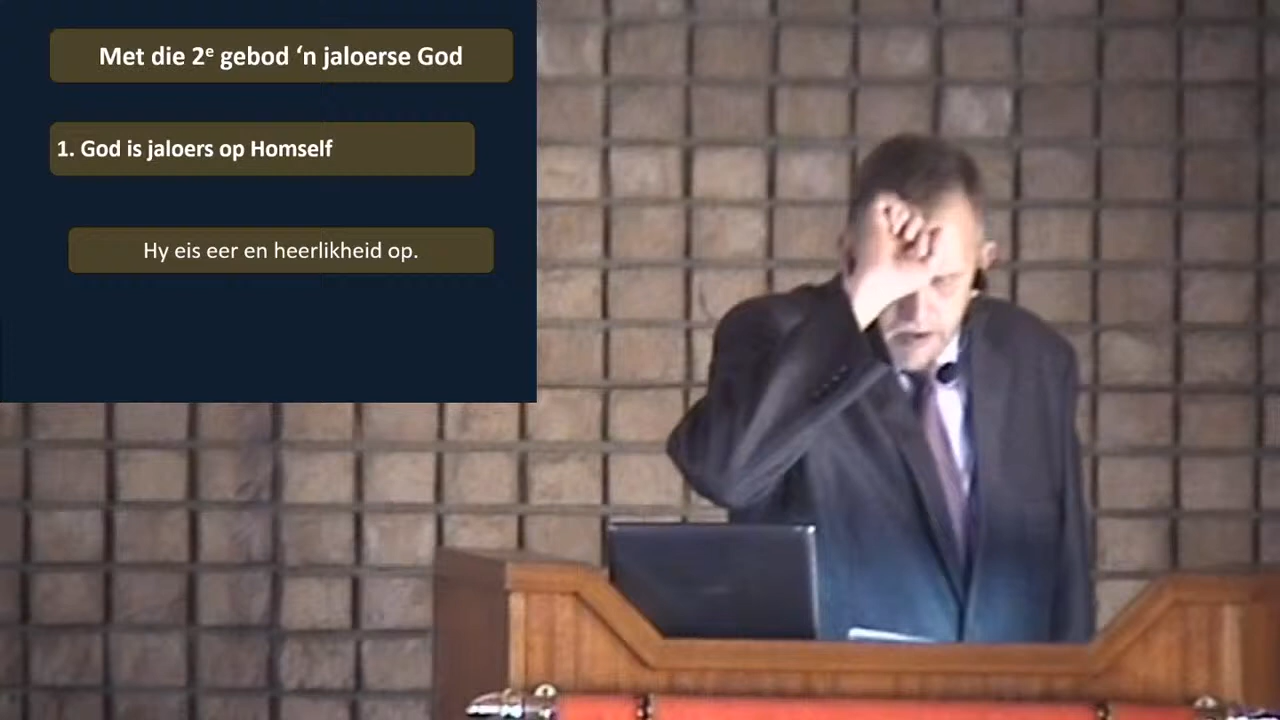 Met die 2ᵉ gebod ‘n jaloerse God
1. God is jaloers op Homself
Hy eis eer en heerlikheid op.